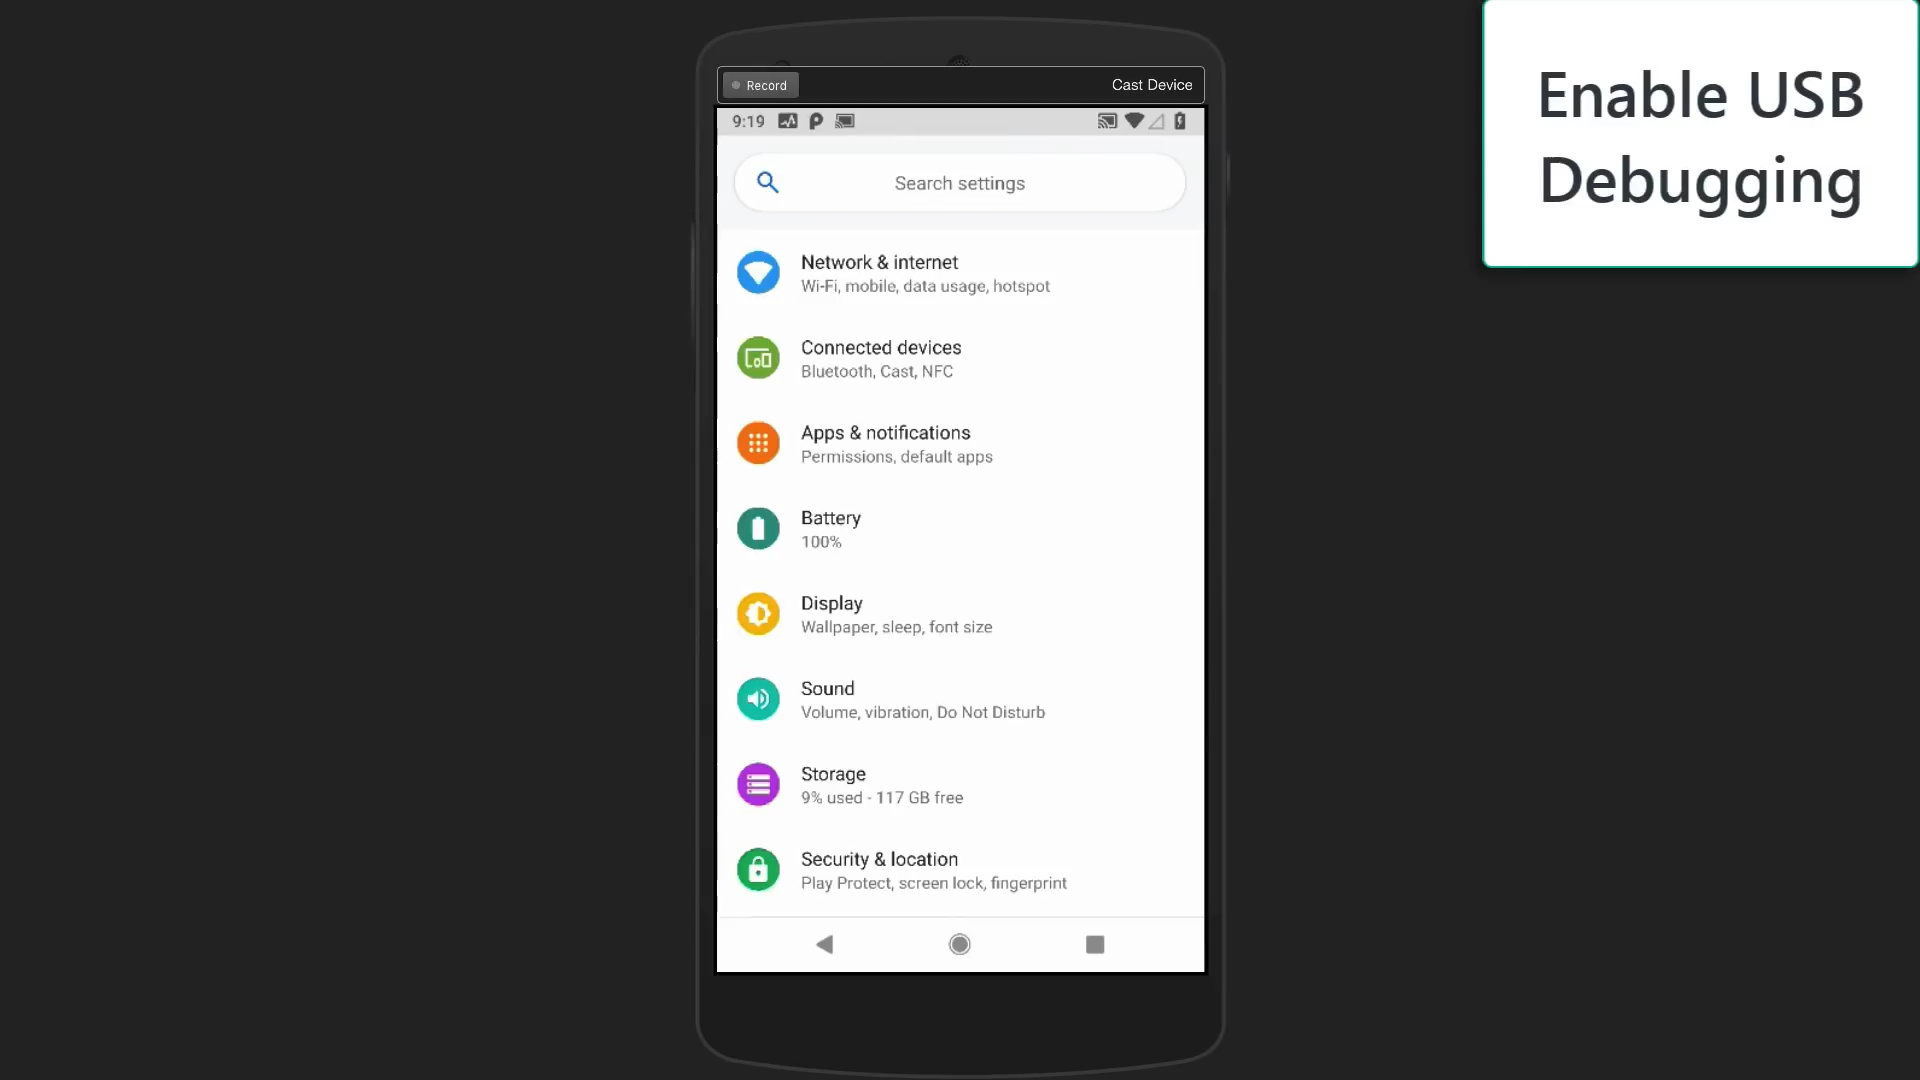 Enable USB
Debugging
Record
Cast Device
9:19
Search settings
Network & internet
Wi-Fi, mobile, data usage, hotspot
Connected devices
Bluetooth, Cast, NFC
Apps & notifications
Permissions, default apps
Battery
100%
Display
Wallpaper, sleep, font size
Sound
Volume, vibration, Do Not Disturb
Storage
9% used - 117 GB free
Security & location
Play Protect, screen lock, fingerprint